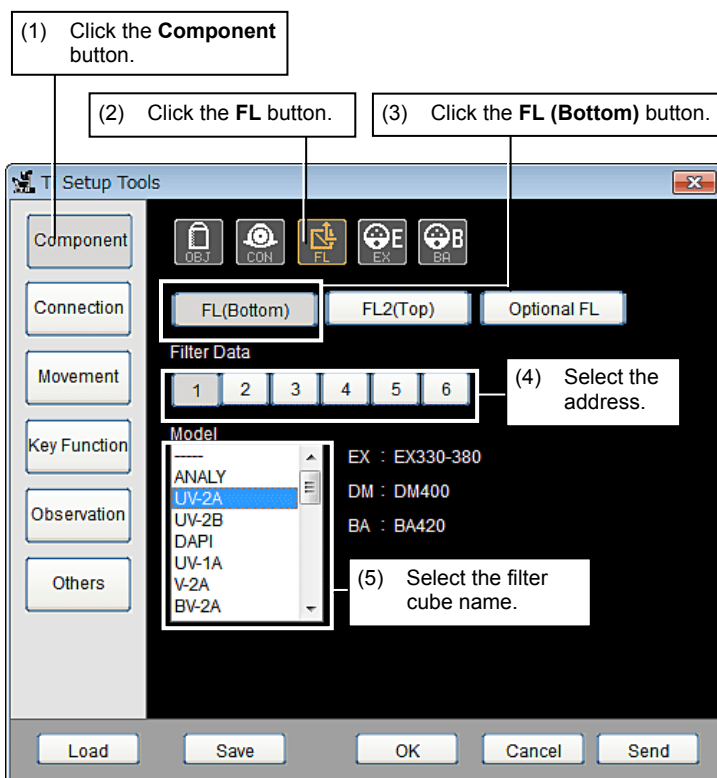 (1) Click the Component
button.
(2) Click the FL button.
(3) Click the FL (Bottom) button.
Setup Tools
Component
OBJ
CON
FL
E
EX
B
BA
Connection
FL(Bottom)
FL2(Top)
Optional FL
Filter Data
Movement
1
2
3
4
5
6
(4) Select the
address.
Key Function
Model
-----
ANALY
UV-2A
UV-2B
DAPI
UV-1A
V-2A
BV-2A
EX : EX330-380
DM : DM400
BA : BA420
Observation
Others
(5) Select the filter
cube name.
Load
Save
OK
Cancel
Send